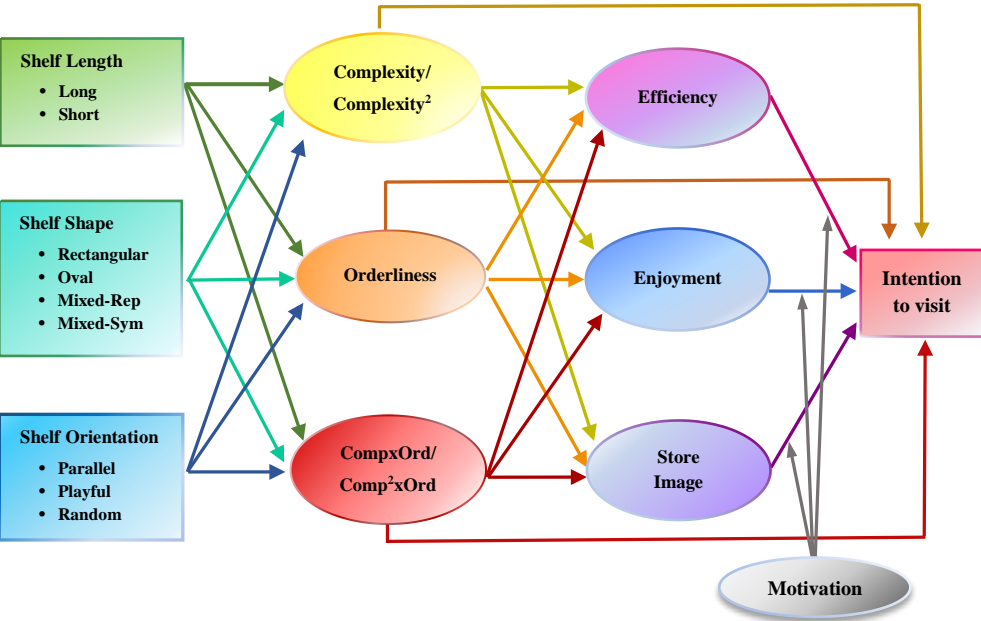 Shelf Length
• Long
• Short
Shelf Shape
• Rectangular
• Oval
• Mixed-Rep
• Mixed-Sym
Shelf Orientation
• Parallel
• Playful
• Random
Complexity/
Complexity²
Orderliness
CompxOrd/
Comp²xOrd
Efficiency
Enjoyment
Store
Image
Intention
to visit
Motivation